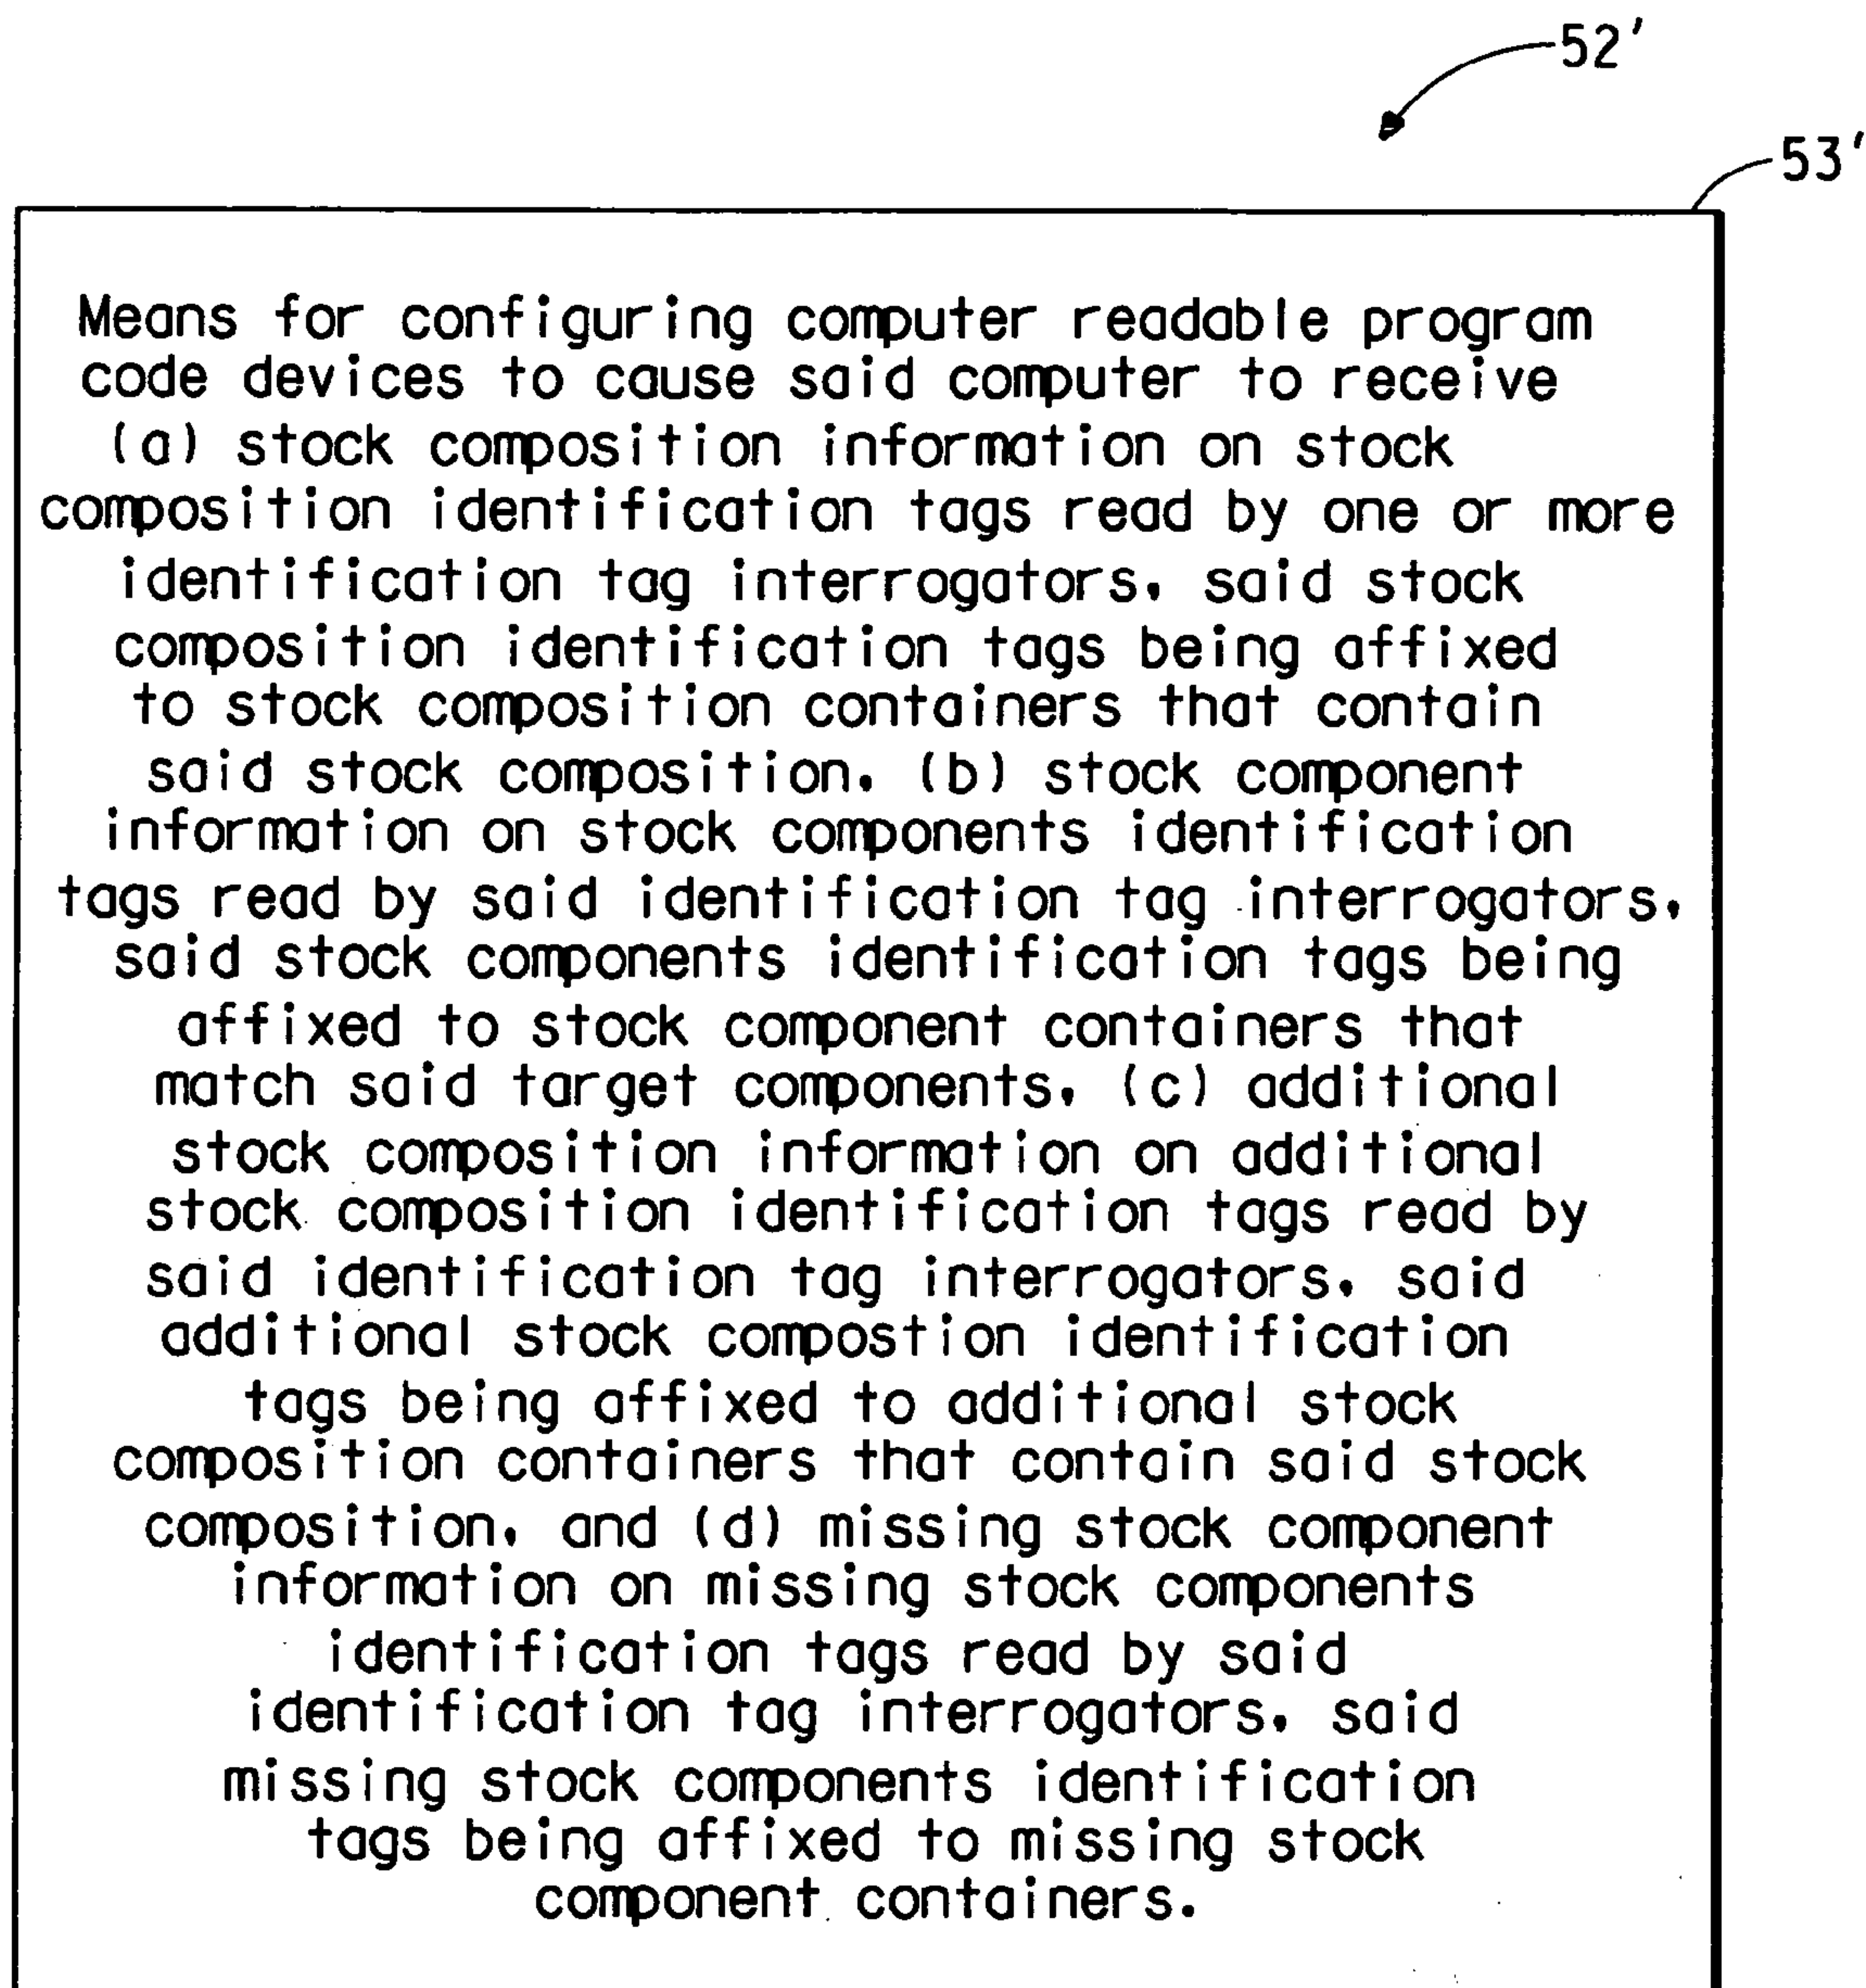 52'
53'
Means for configuring computer readable program
code devices to cause said computer to receive
(a) stock composition information on stock
composition identification tags read by one or more
identification tag interrogators, said stock
composition identification tags being affixed
to stock composition containers that contain
said stock composition, (b) stock component
information on stock components identification
tags read by said identification tag interrogators,
said stock components identification tags being
affixed to stock component containers that
match said target components, (c) additional
stock composition information on additional
stock composition identification tags read by
said identification tag interrogators, said
additional stock compostion identification
tags being affixed to additional stock
composition containers that contain said stock
composition, and (d) missing stock component
information on missing stock components
identification tags read by said
identification tag interrogators, said
missing stock components identification
tags being affixed to missing stock
component containers.